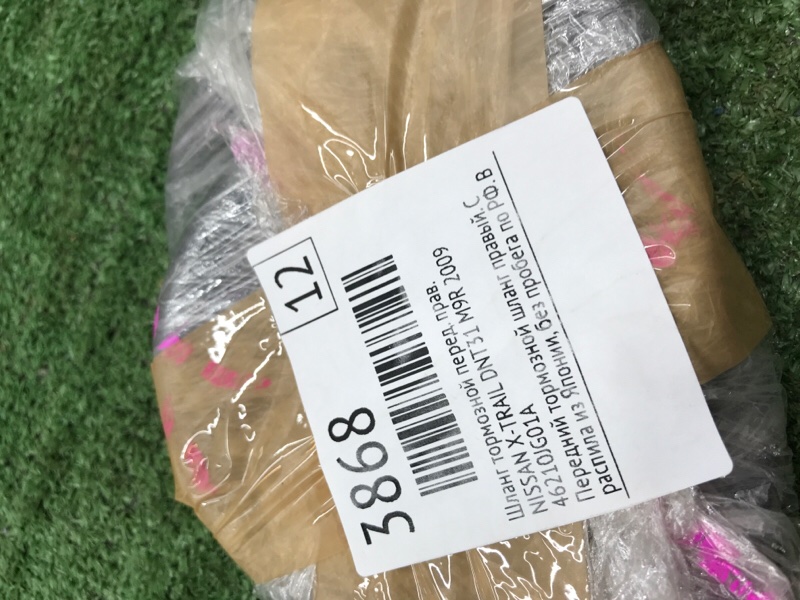 3868
12
Шланг тормозной перед. прав.
NISSAN X-TRAIL DNT31 M9R 2009
46210JG01A
Передний тормозной шланг правый.С
распила из Японии без пробега по РФ.В